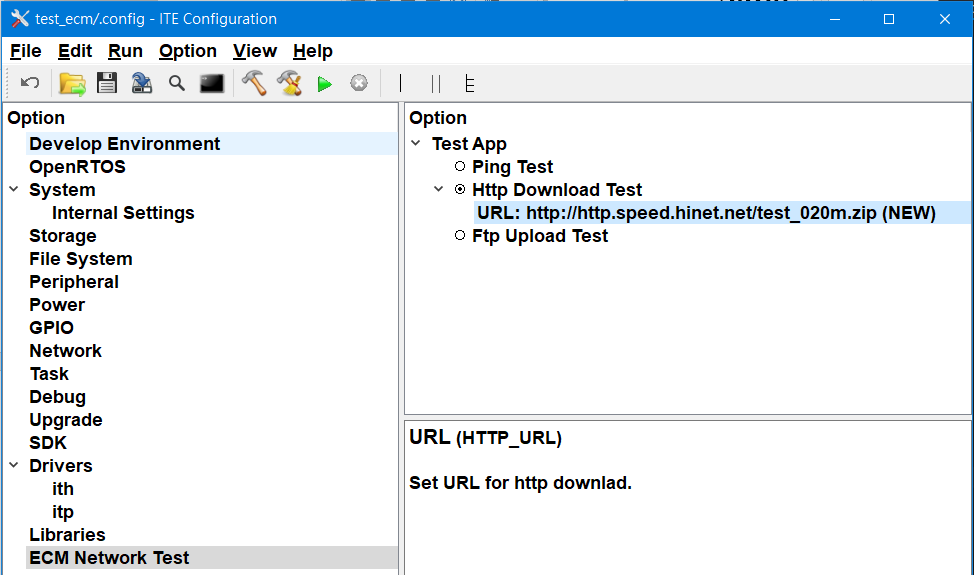 test_ecm/.config - ITE Configuration
File Edit Run Option View Help
Option
Develop Environment
OpenRTOS
System
Internal Settings
Storage
File System
Peripheral
Power
GPIO
Network
Task
Debug
Upgrade
SDK
Drivers
ith
itp
Libraries
ECM Network Test
Option
Test App
Ping Test
Http Download Test
URL: http://http.speed.hinet.net/test_020m.zip (NEW)
Ftp Upload Test
URL (HTTP_URL)
Set URL for http downlad.